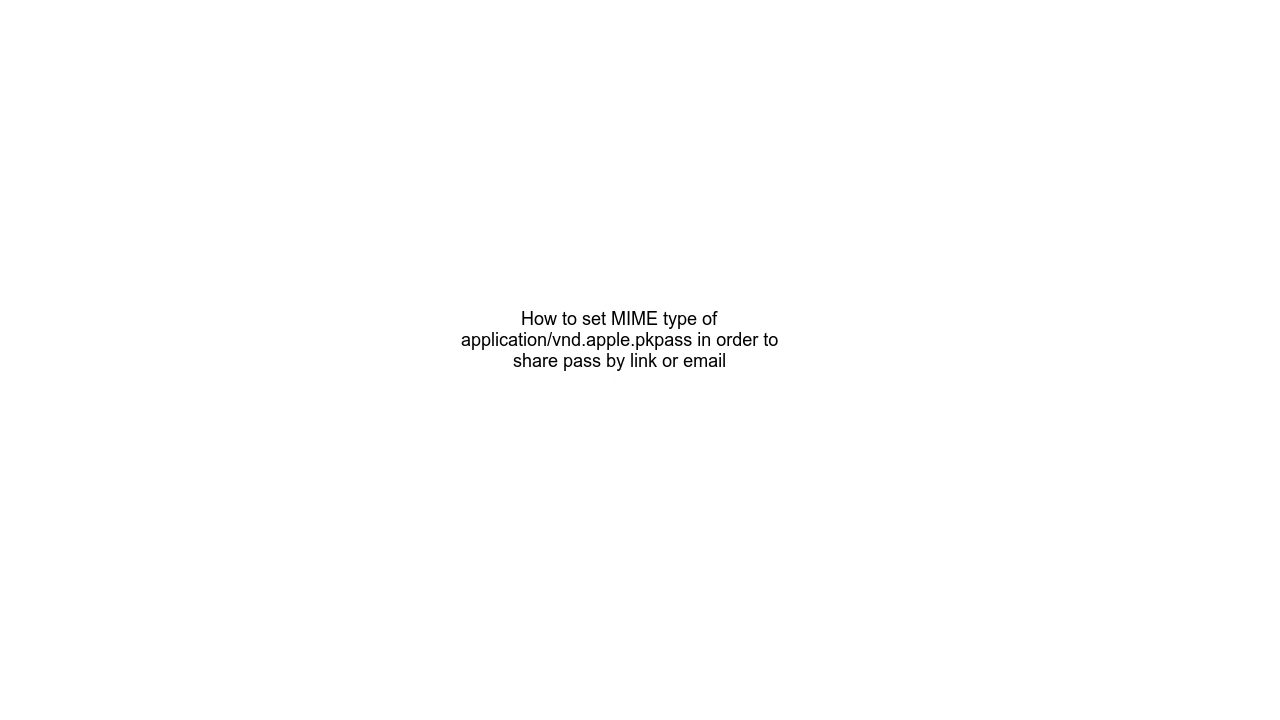 How to set MIME type of
application/vnd.apple.pkpass in order to
share pass by link or email